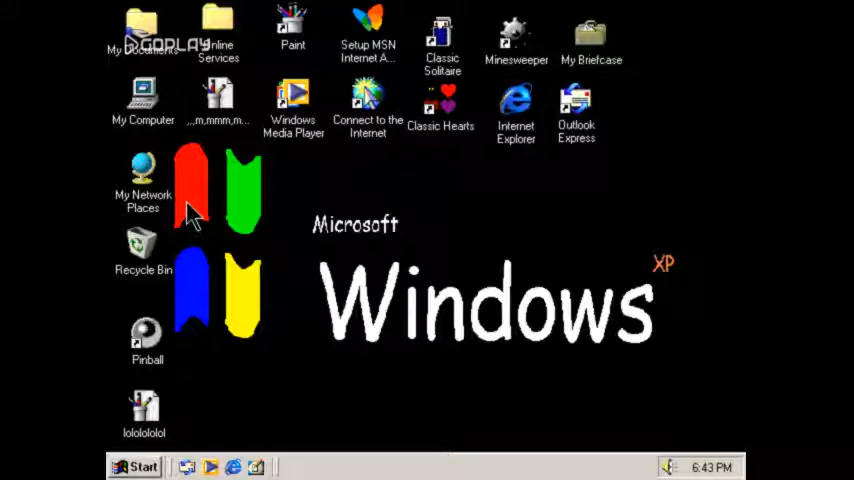 GOPLAY
My Documents
Online
Services
Paint
Setup MSN
Internet A...
Classic
Solitaire
Minesweeper
My Briefcase
My Computer
,,,m,mmm,m...
Windows
Media Player
Connect to the
Internet
Classic Hearts
Internet
Explorer
Outlook
Express
My Network
Places
Recycle Bin
Pinball
lololololol
Microsoft
Windows
XP
Start
6:43 PM